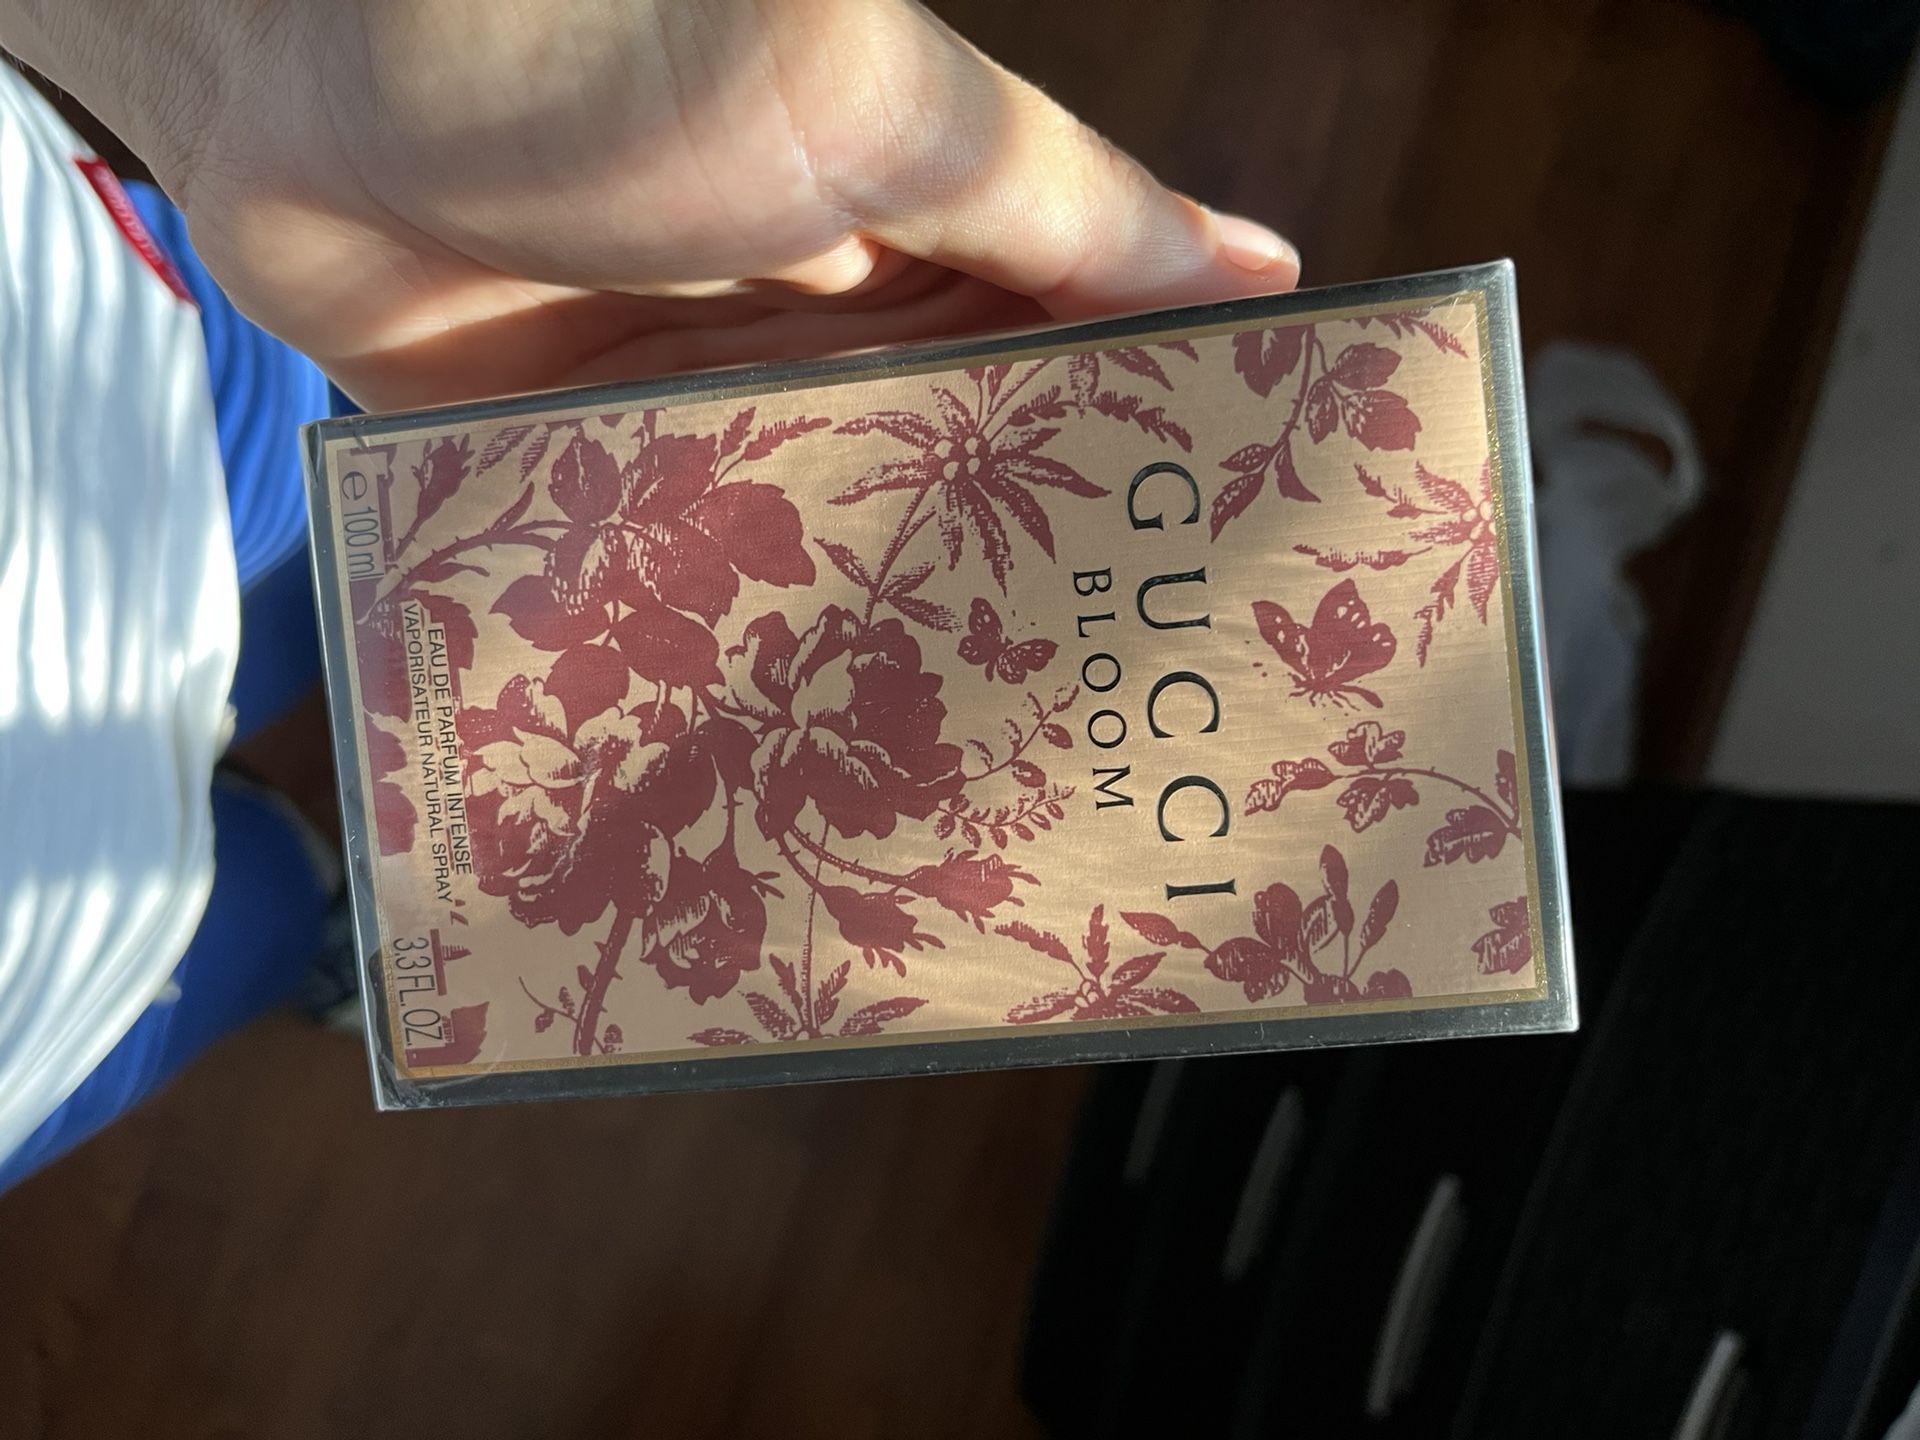 GUCCI
BLOOM
EAU DE PARFUM INTENSE
VAPORISATEUR NATURAL SPRAY
e 100 ml
3,3 FL. OZ.